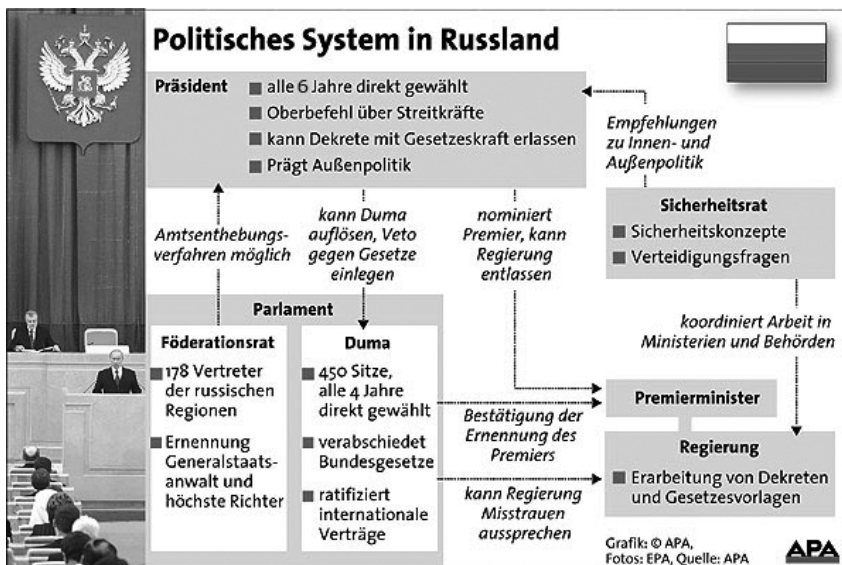 Politisches System in Russland
Präsident
alle 6 Jahre direkt gewählt
Oberbefehl über Streitkräfte
kann Dekrete mit Gesetzeskraft erlassen
Prägt Außenpolitik
Empfehlungen
zu Innen- und
Außenpolitik
Amtsenthebungs-
verfahren möglich
kann Duma
auflösen, Veto
gegen Gesetze
einlegen
nominiert
Premier, kann
Regierung
entlassen
Sicherheitsrat
Sicherheitskonzepte
Verteidigungsfragen
koordiniert Arbeit in
Ministerien und Behörden
Parlament
Föderationsrat
178 Vertreter
der russischen
Regionen
Ernennung
Generalstaats-
anwalt und
höchste Richter
Duma
450 Sitze,
alle 4 Jahre
direkt gewählt
verabschiedet
Bundesgesetze
ratifiziert
internationale
Verträge
Bestätigung der
Ernennung des
Premiers
kann Regierung
Misstrauen
aussprechen
Premierminister
Regierung
Erarbeitung von Dekreten
und Gesetzesvorlagen
Grafik: © APA,
Fotos: EPA, Quelle: APA
APA